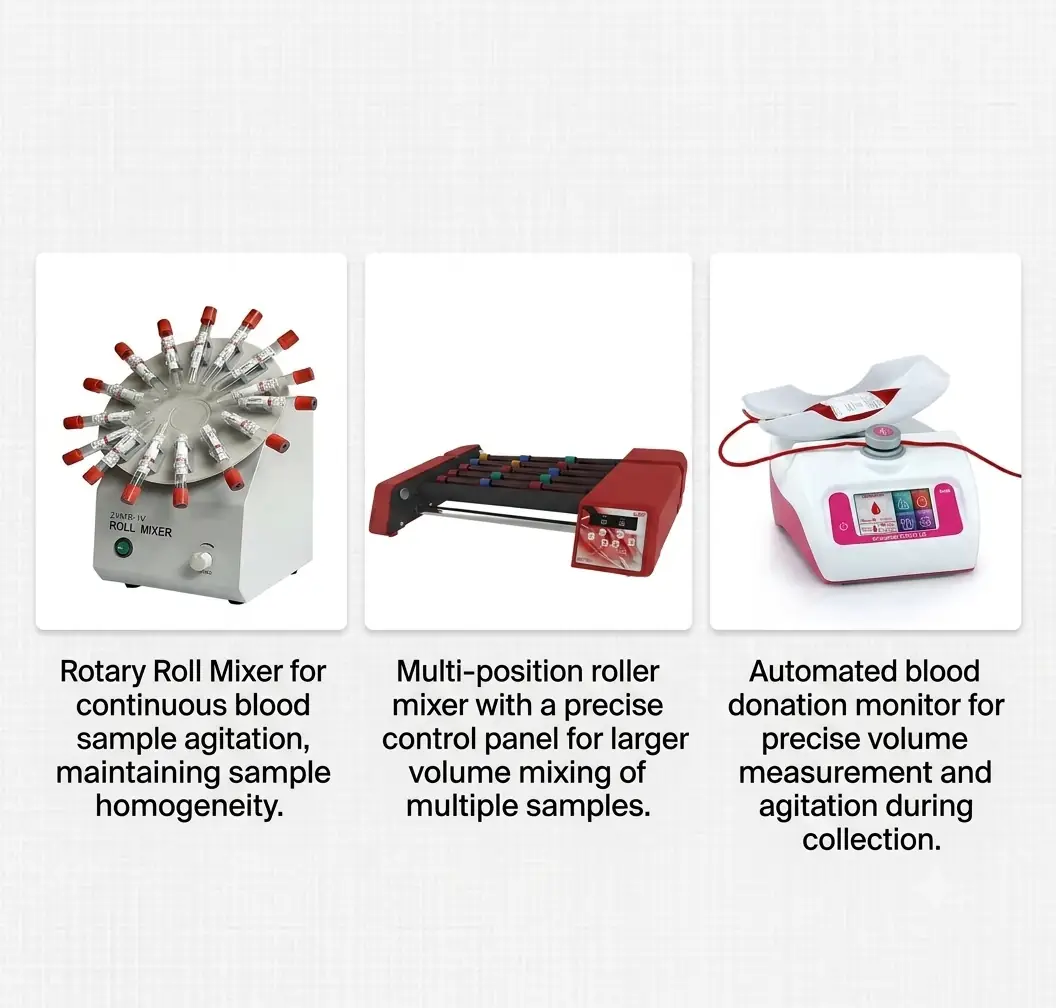 ROLL MIXER
Rotary Roll Mixer for
continuous blood
sample agitation,
maintaining sample
homogeneity.
Multi-position roller
mixer with a precise
control panel for larger
volume mixing of
multiple samples.
Automated blood
donation monitor for
precise volume
measurement and
agitation during
collection.